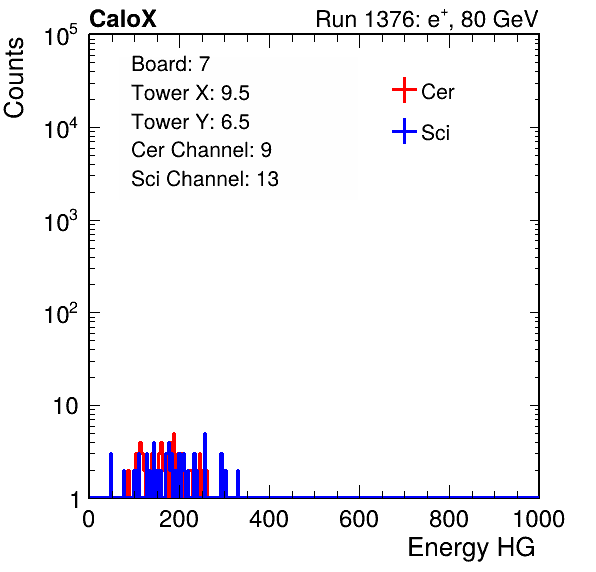 CaloX Run 1376: e⁺, 80 GeV
Counts
10⁵
10⁴
10³
10²
10
1
Board: 7
Tower X: 9.5
Tower Y: 6.5
Cer Channel: 9
Sci Channel: 13
Cer
Sci
0 200 400 600 800 1000
Energy HG